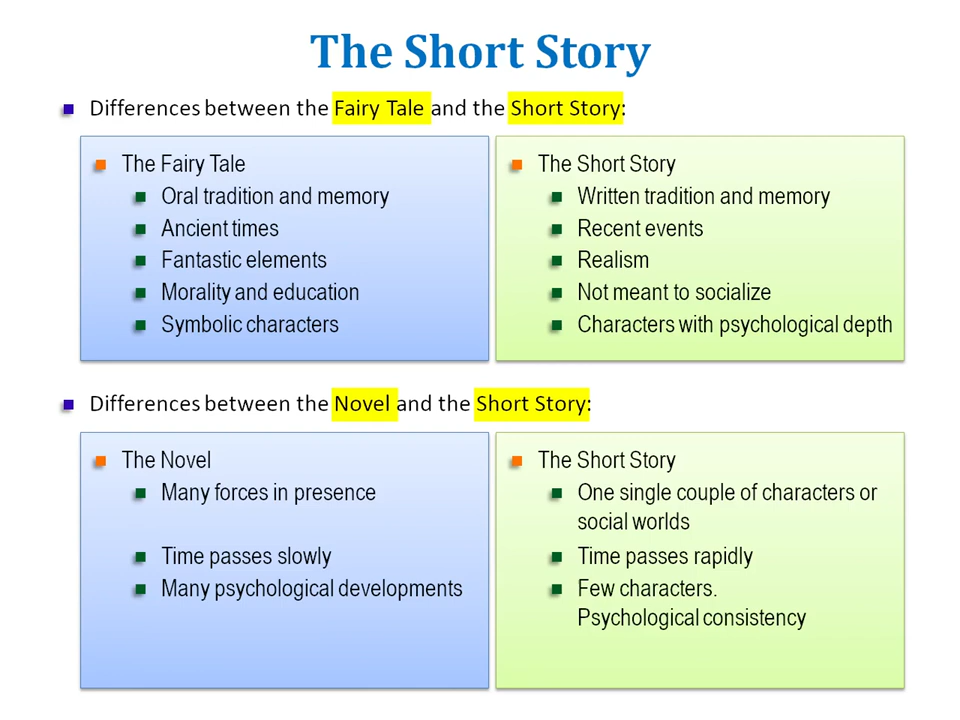 The Short Story
Differences between the Fairy Tale and the Short Story:
The Fairy Tale
Oral tradition and memory
Ancient times
Fantastic elements
Morality and education
Symbolic characters
The Short Story
Written tradition and memory
Recent events
Realism
Not meant to socialize
Characters with psychological depth
Differences between the Novel and the Short Story:
The Novel
Many forces in presence
Time passes slowly
Many psychological developments
The Short Story
One single couple of characters or
social worlds
Time passes rapidly
Few characters.
Psychological consistency